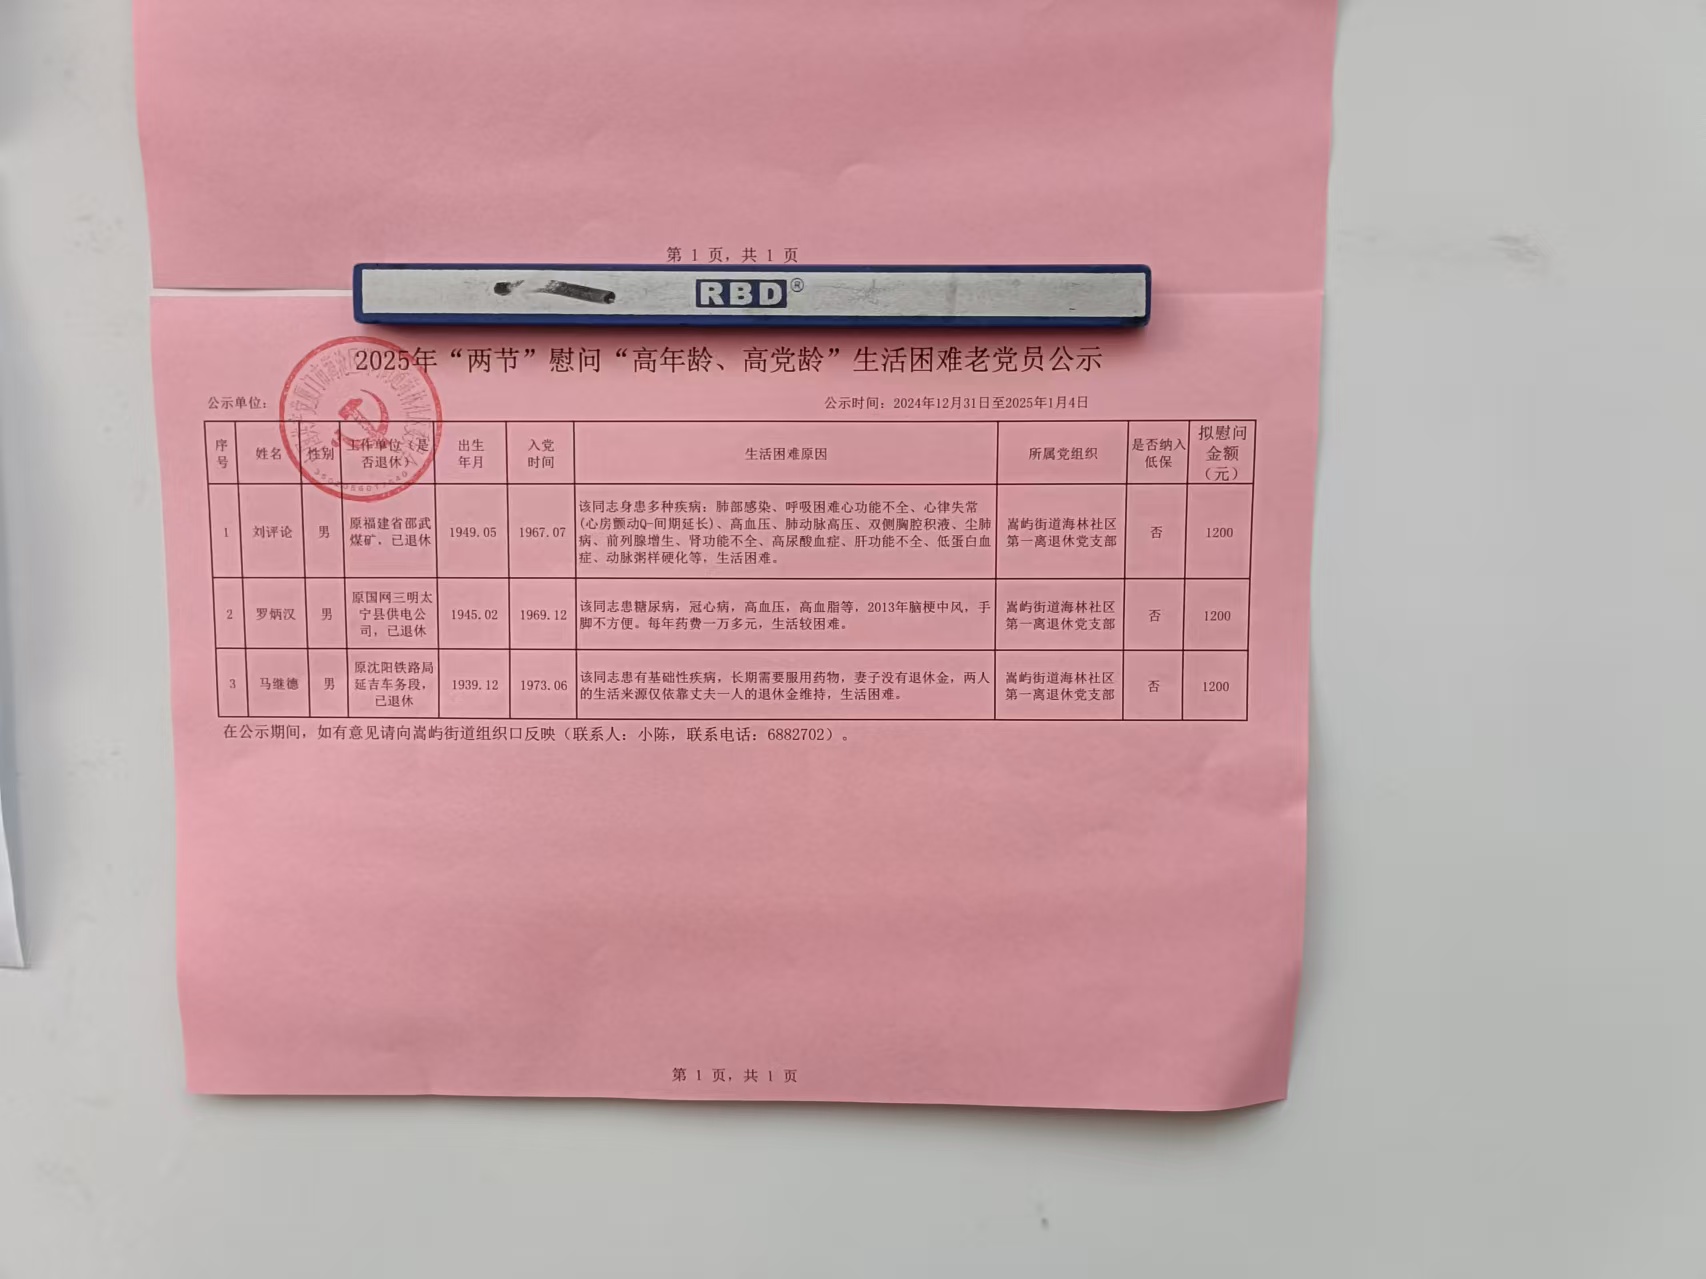 第 1 页，共 1 页
RBD®
2025年“两节”慰问“高年龄、高党龄”生活困难老党员公示
公示单位： 公示时间：2024年12月31日至2025年1月4日
序号 姓名 性别 工作单位（是否退休） 出生年月 入党时间 生活困难原因 所属党组织 是否纳入低保 拟慰问金额（元）
1 刘评论 男 原福建省邵武煤矿，已退休 1949.05 1967.07 该同志身患多种疾病：肺部感染、呼吸困难心功能不全、心律失常(心房颤动Q-间期延长)、高血压、肺动脉高压、双侧胸腔积液、尘肺病、前列腺增生、肾功能不全、高尿酸血症、肝功能不全、低蛋白血症、动脉粥样硬化等，生活困难。 嵩屿街道海林社区第一离退休党支部 否 1200
2 罗炳汉 男 原国网三明太宁县供电公司，已退休 1945.02 1969.12 该同志患糖尿病，冠心病，高血压，高血脂等，2013年脑梗中风，手脚不方便。每年药费一万多元，生活较困难。 嵩屿街道海林社区第一离退休党支部 否 1200
3 马继德 男 原沈阳铁路局延吉车务段，已退休 1939.12 1973.06 该同志患有基础性疾病，长期需要服用药物，妻子没有退休金，两人的生活来源仅依靠丈夫一人的退休金维持，生活困难。 嵩屿街道海林社区第一离退休党支部 否 1200
在公示期间，如有意见请向嵩屿街道组织口反映（联系人：小陈，联系电话：6882702）。
第 1 页，共 1 页